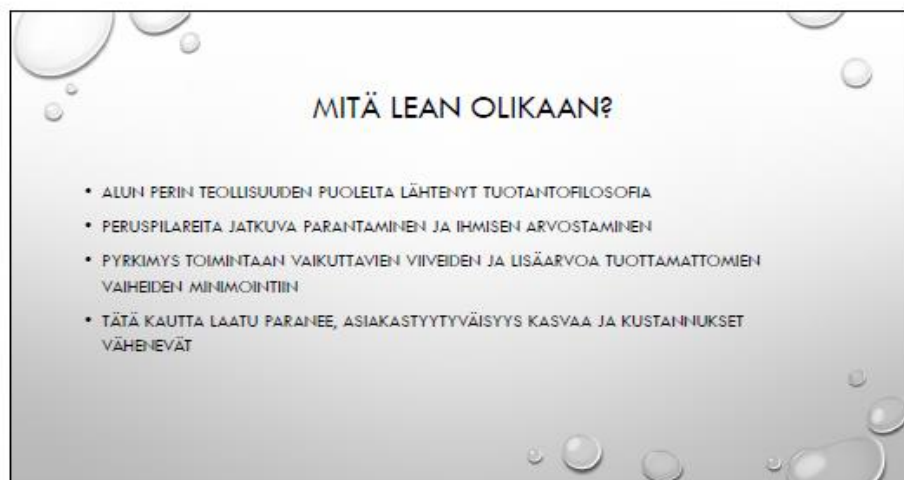 MITÄ LEAN OLIKAAN?
• ALUN PERIN TEOLLISUUDEN PUOLELTA LÄHTENYT TUOTANTOFILOSOFIA
• PERUSPILAREITA JATKUVA PARANTAMINEN JA IHMISEN ARVOSTAMINEN
• PYRKIMYS TOIMINTAAN VAIKUTTAVIEN VIIVEIDEN JA LISÄARVOA TUOTTAMATTOMIEN
VAIHEIDEN MINIMOINTIIN
• TÄTÄ KAUTTA LAATU PARANEE, ASIAKASTYYTYVÄISYYS KASVAA JA KUSTANNUKSET
VÄHENEVÄT